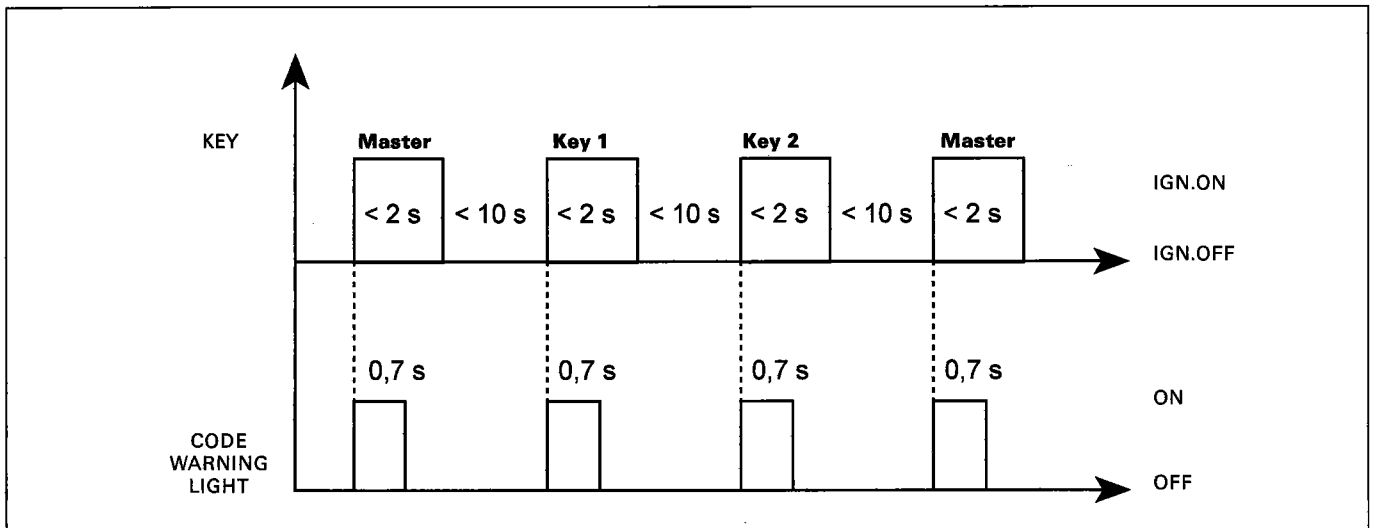 KEY
Master Key 1 Key 2 Master
IGN.ON
< 2 s < 10 s < 2 s < 10 s < 2 s < 10 s < 2 s
IGN.OFF
0,7 s 0,7 s 0,7 s 0,7 s
ON
CODE
WARNING
LIGHT
OFF